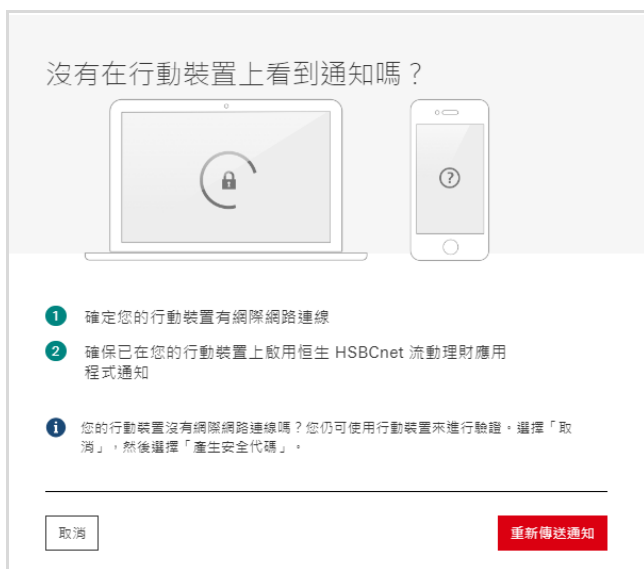 沒有在行動裝置上看到通知嗎？
?
1 確定您的行動裝置有網際網路連線
2 確保已在您的行動裝置上啟用恒生 HSBCnet 流動理財應用
程式通知
i 您的行動裝置沒有網際網路連線嗎？您仍可使用行動裝置來進行驗證。選擇「取
消」，然後選擇「產生安全代碼」。
取消
重新傳送通知